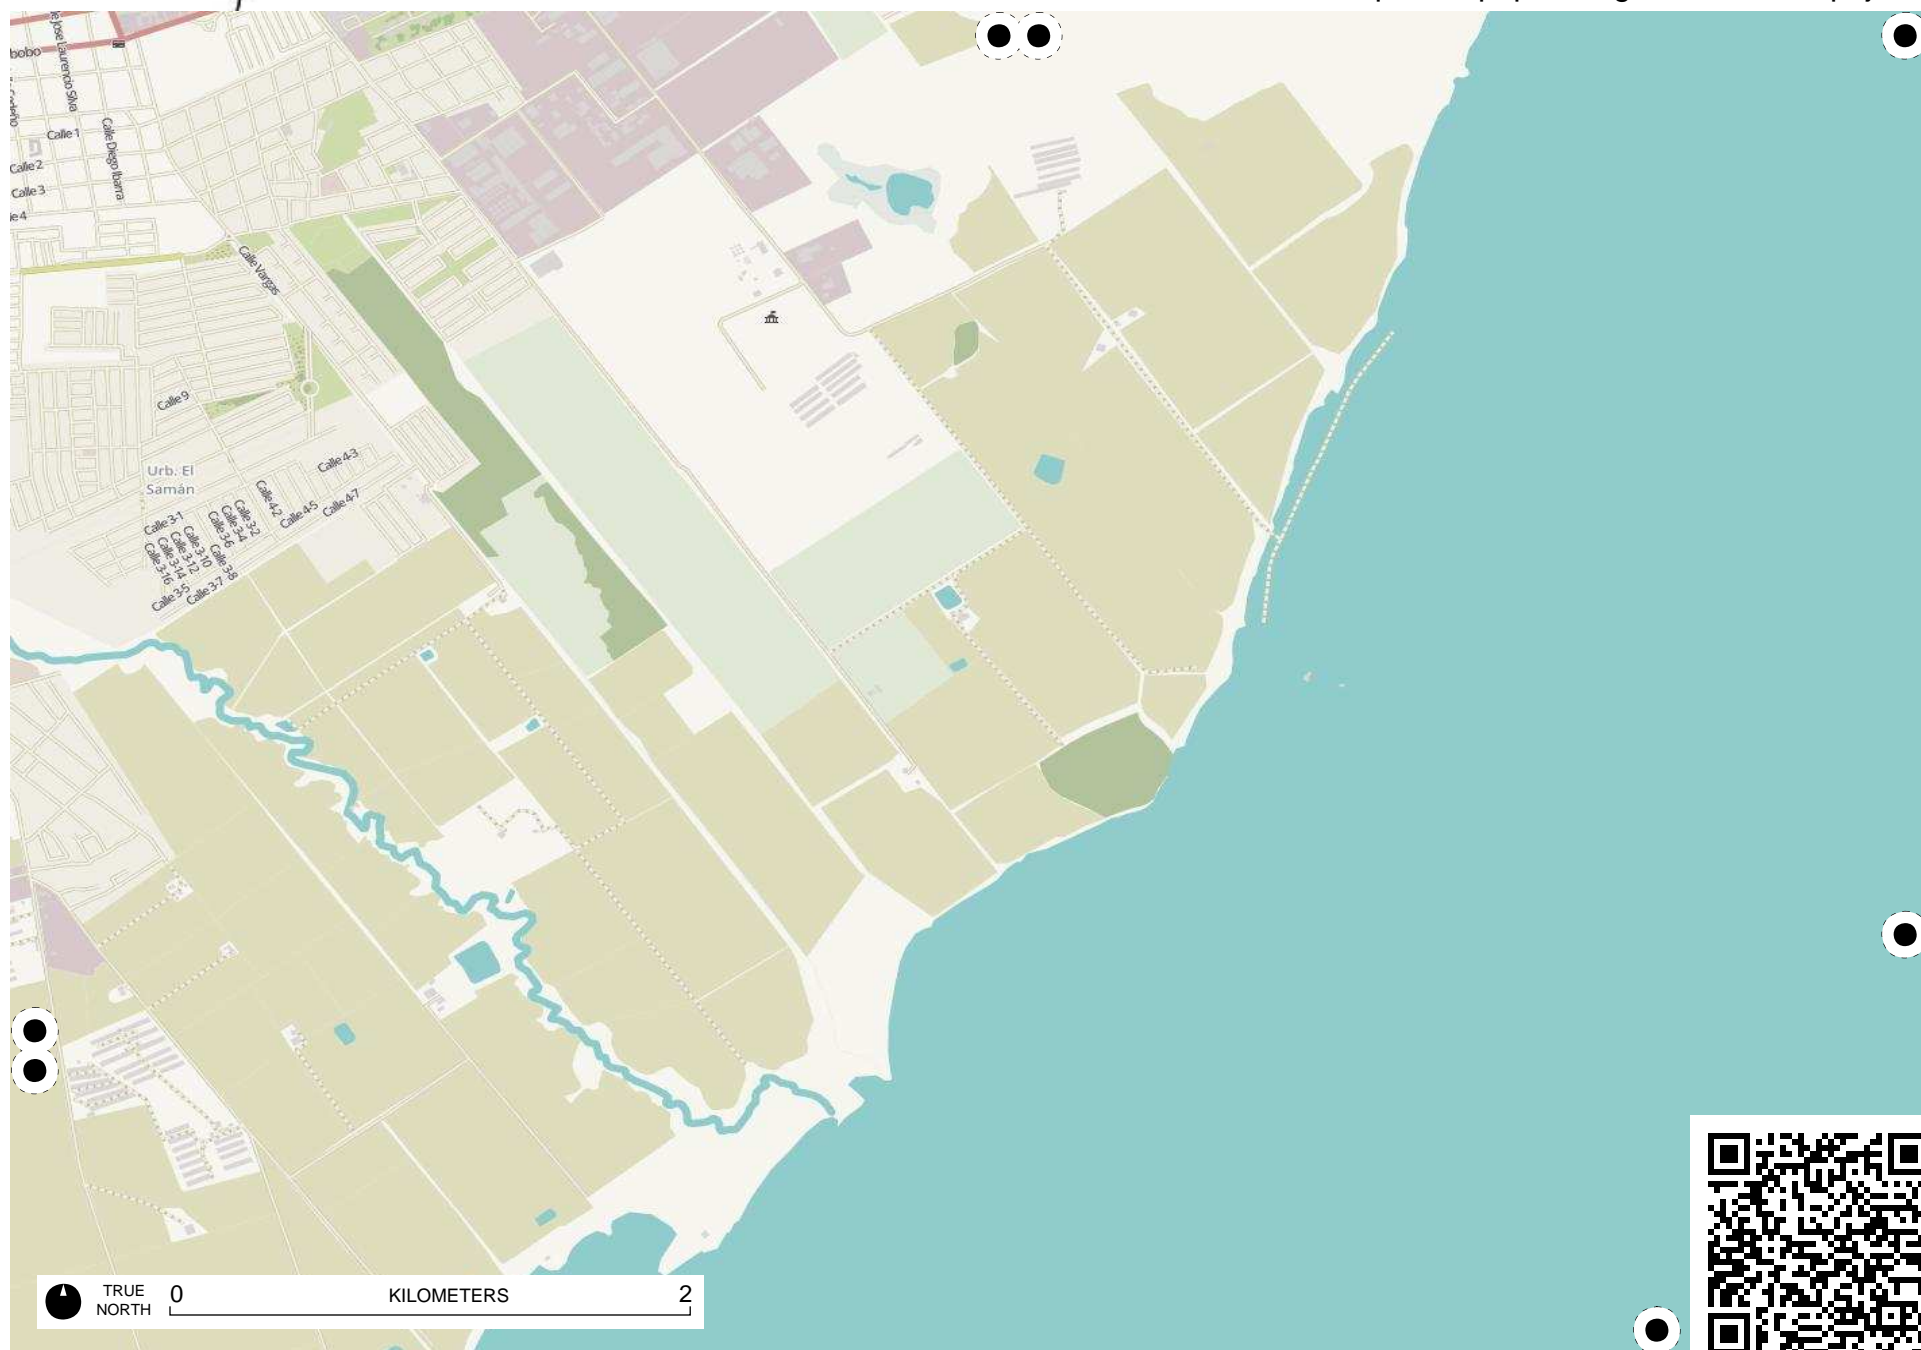 bobo
Calle 1
Calle Diego Ibarra
Calle 2
Calle 3
Calle Vargas
Calle 9
Urb. El
Samán
Calle 4-3
Calle 4-2
Calle 4-5
Calle 4-7
Calle 3-1
Calle 3-2
Calle 3-4
Calle 3-6
Calle 3-8
Calle 3-10
Calle 3-12
Calle 3-14
Calle 3-16
Calle 3-5
Calle 3-7
TRUE
NORTH
0
KILOMETERS
2